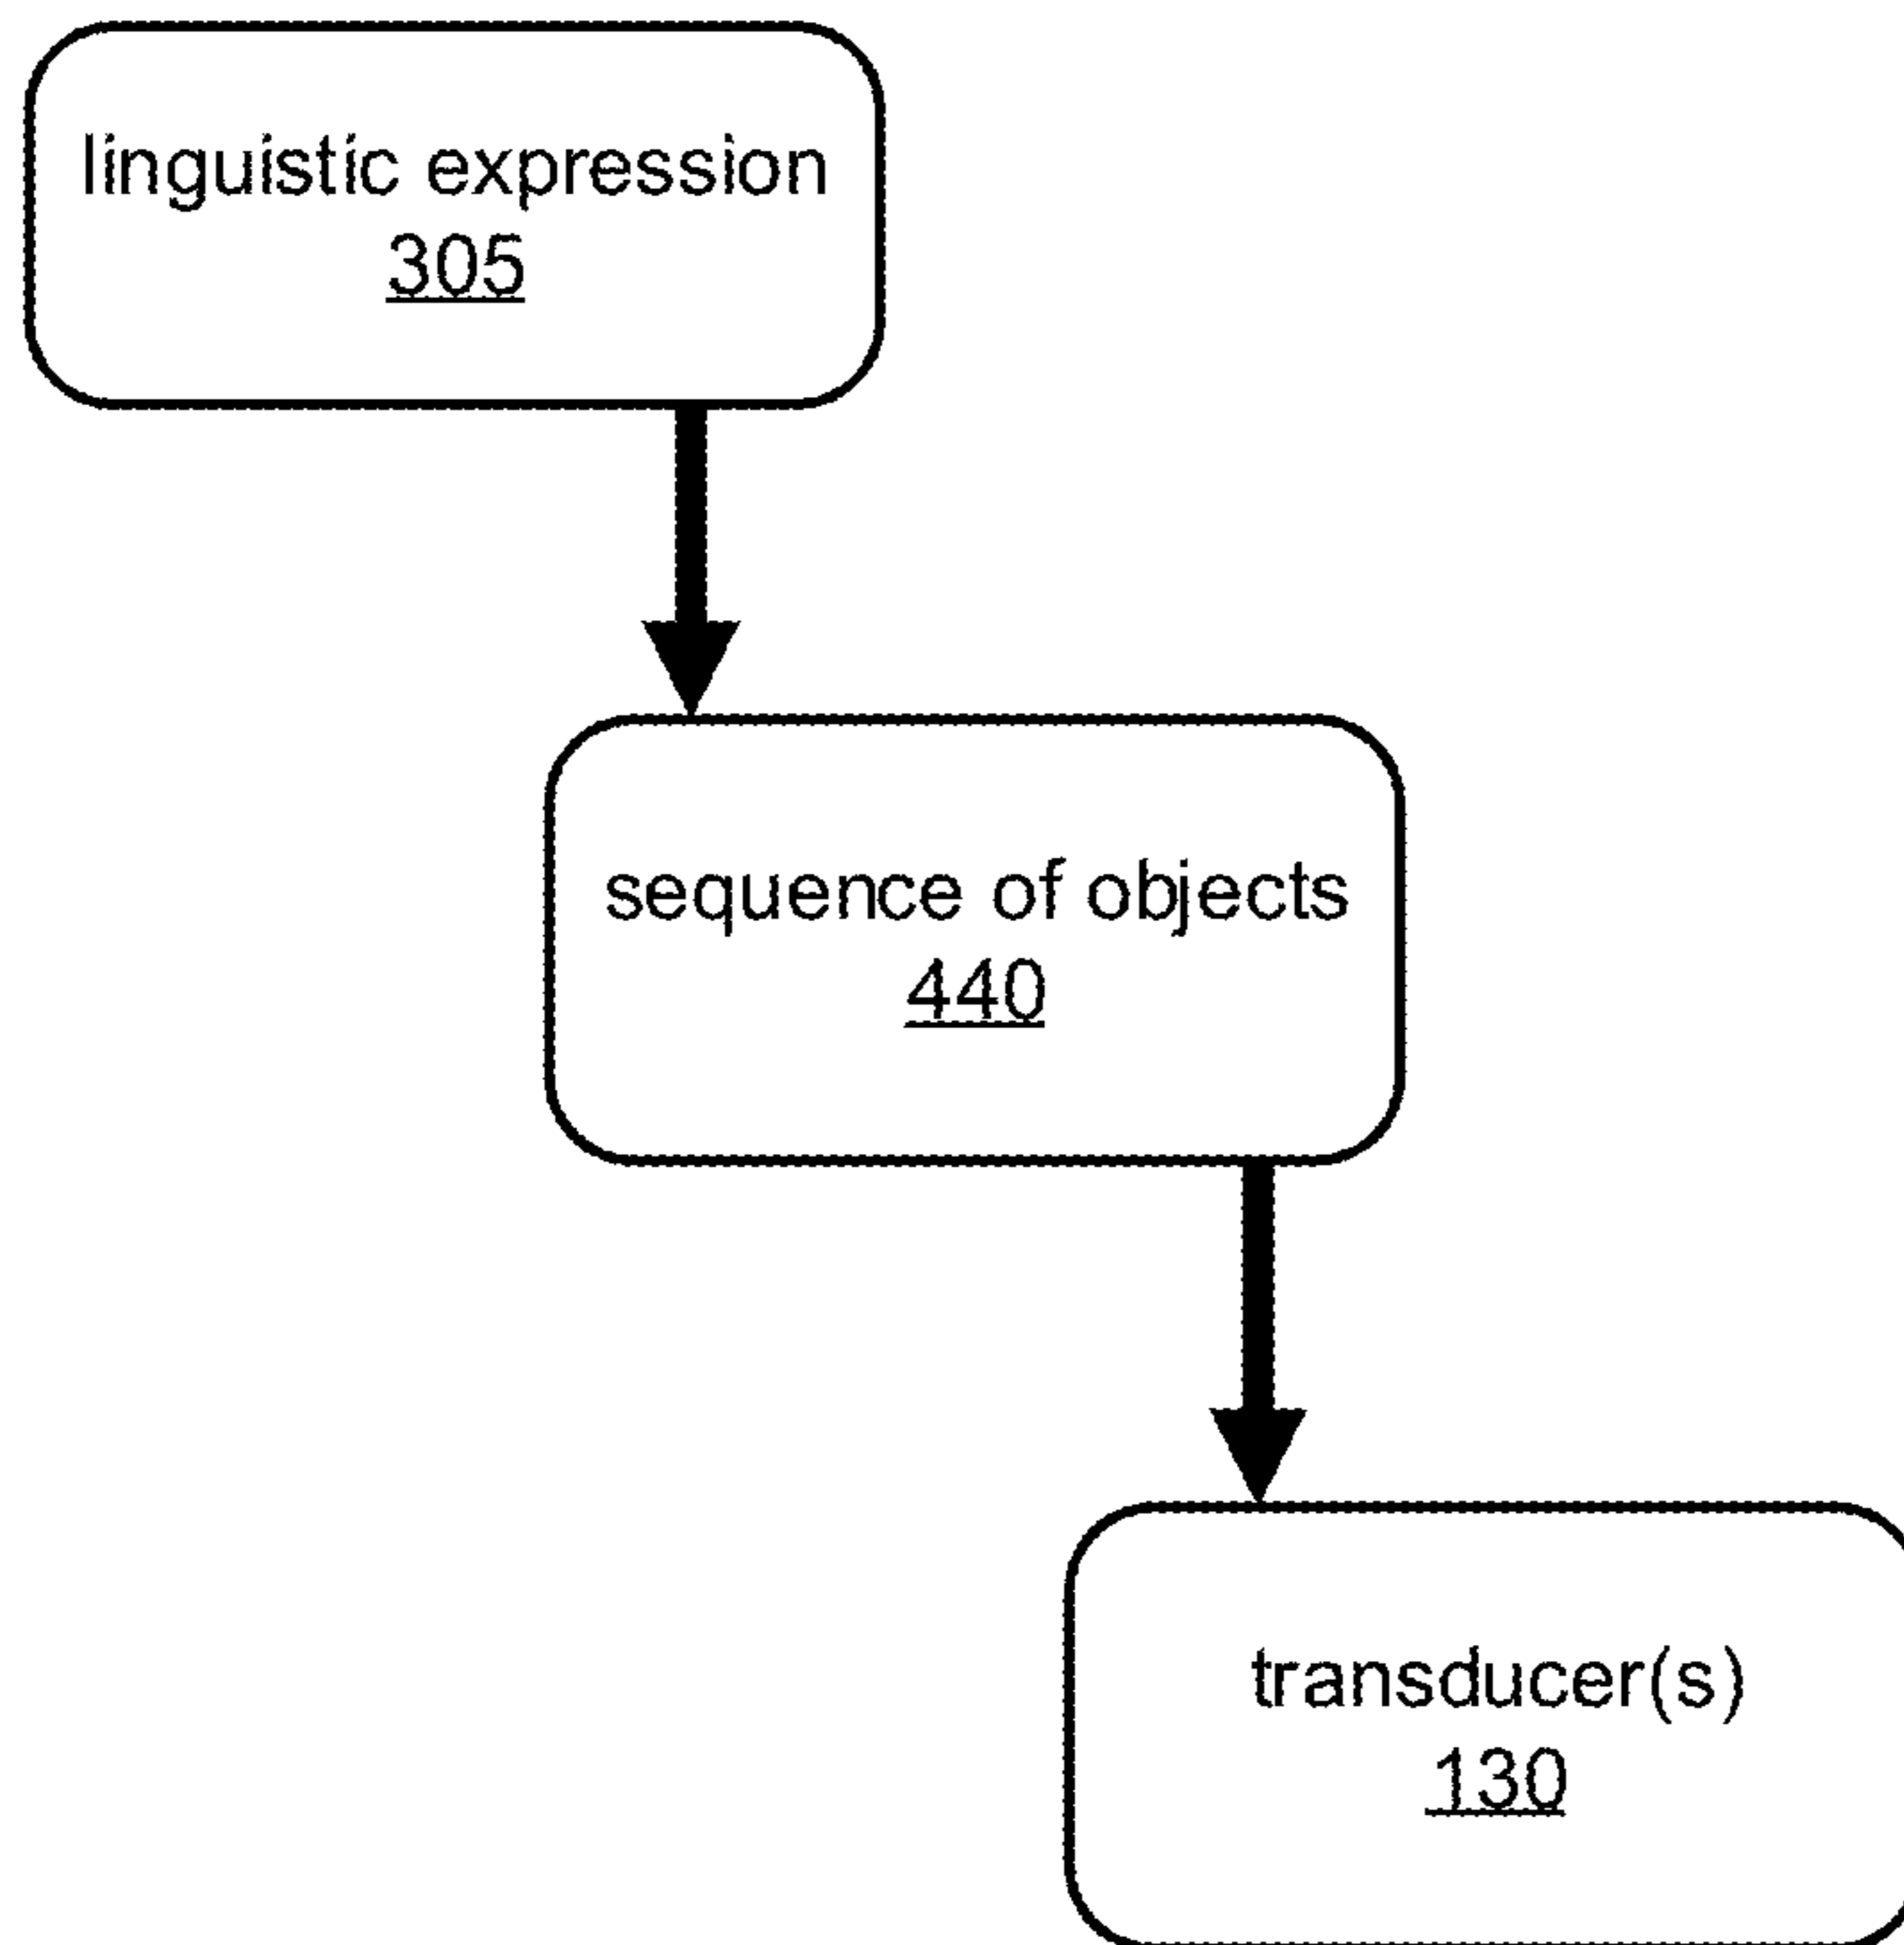 linguistic expression
305
sequence of objects
440
transducer(s)
130